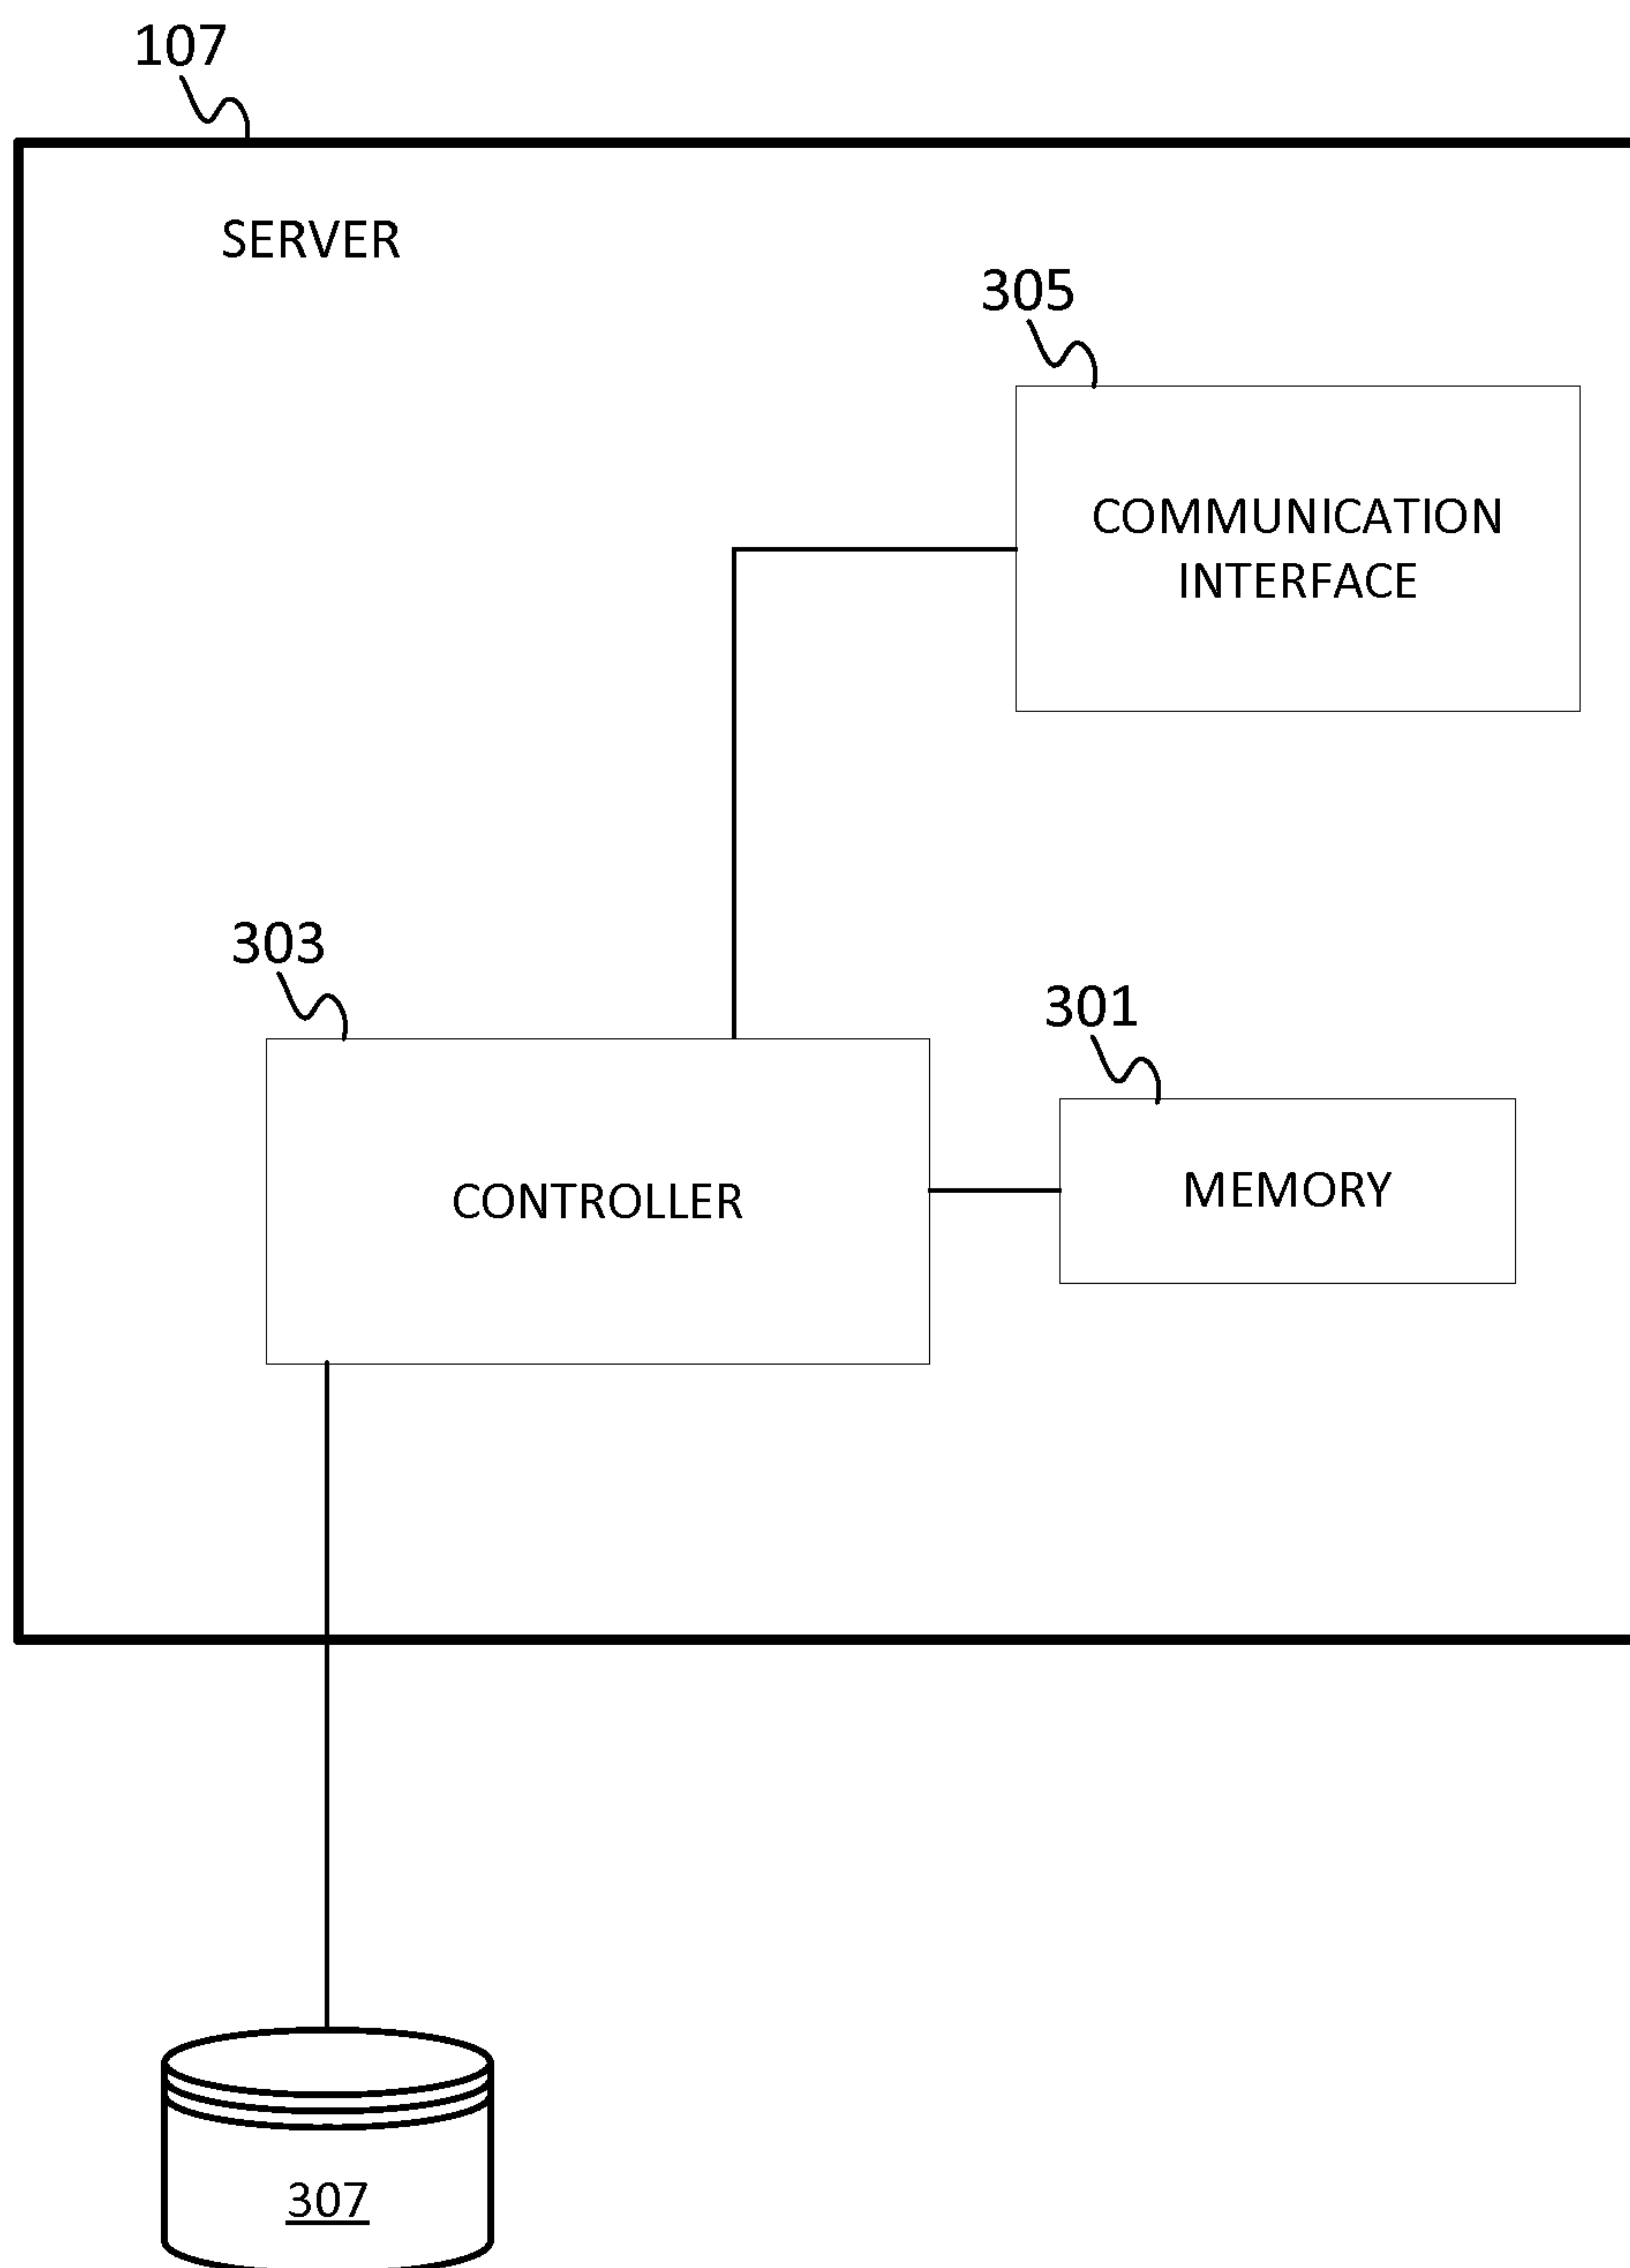 107
SERVER
305
COMMUNICATION
INTERFACE
303
301
CONTROLLER
MEMORY
307